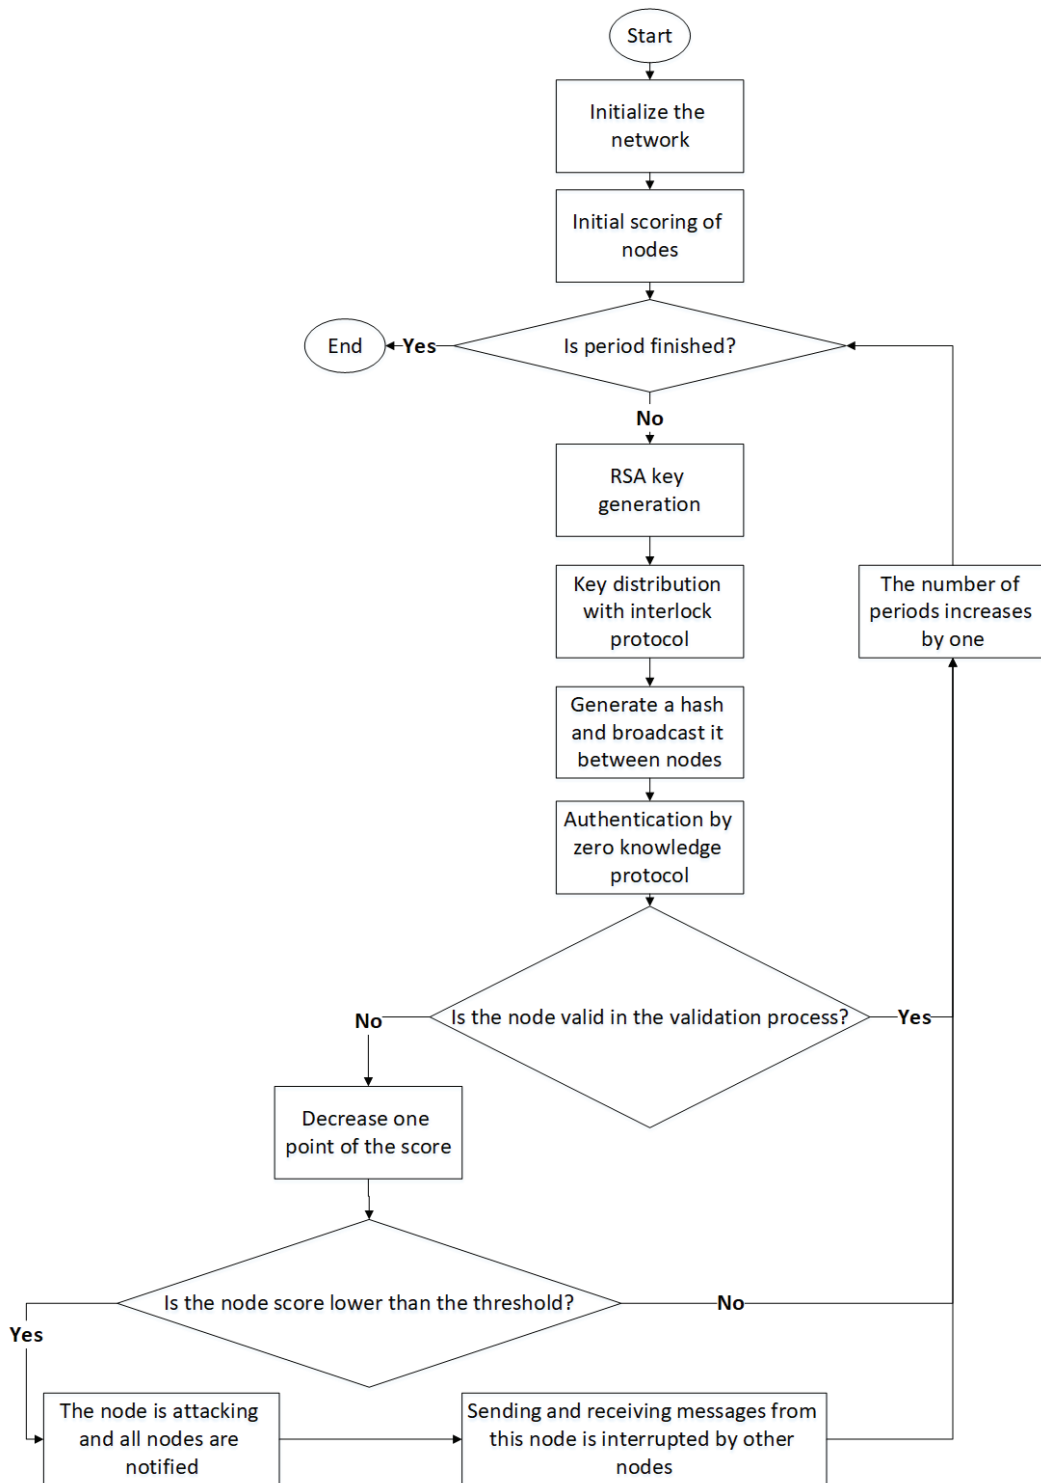 Start
Initialize the
network
Initial scoring of
nodes
Is period finished?
Yes
End
No
RSA key
generation
Key distribution
with interlock
protocol
The number of
periods increases
by one
Generate a hash
and broadcast it
between nodes
Authentication by
zero knowledge
protocol
Is the node valid in the validation process?
Yes
No
Decrease one
point of the score
Is the node score lower than the threshold?
No
Yes
The node is attacking
and all nodes are
notified
Sending and receiving messages from
this node is interrupted by other
nodes